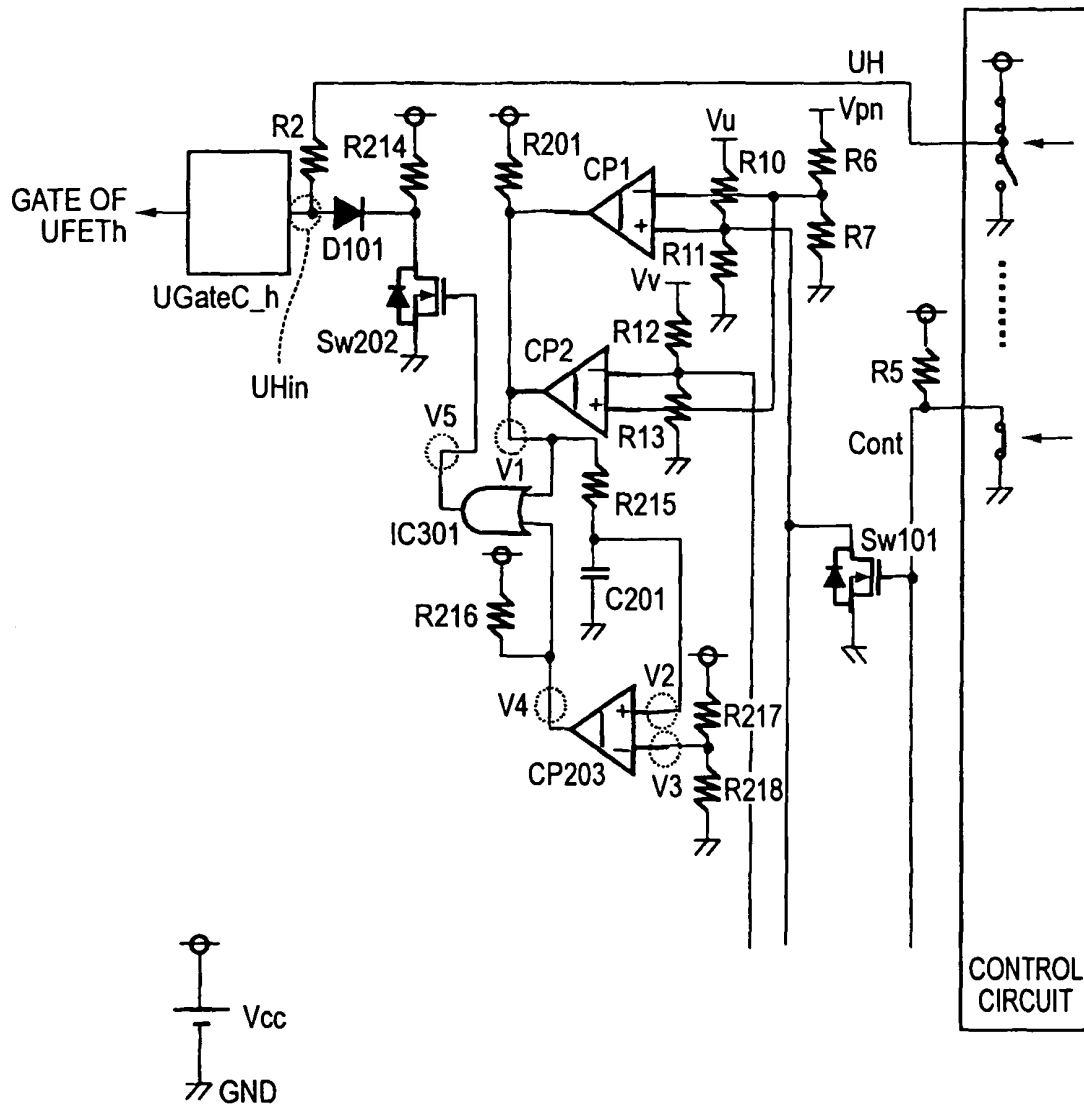 UH
R2
R214
R201
CP1
Vu
R10
Vpn
R6
GATE OF
UFETh
D101
R11
R7
UGateC_h
Vv
Sw202
CP2
R12
R5
UHin
V5
V1
R13
Cont
IC301
R215
Sw101
R216
C201
V4
V2
R217
CP203
V3
R218
Vcc
GND
CONTROL
CIRCUIT